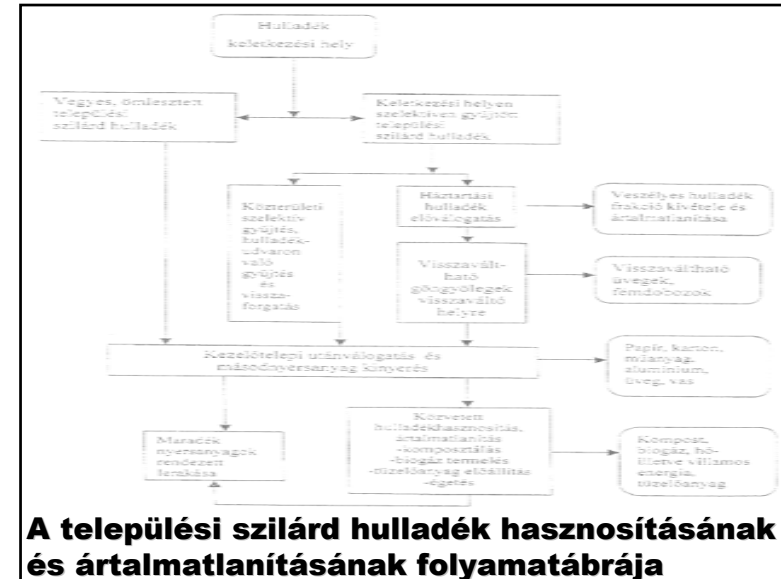 Hulladék
keletkezési hely
Vegyes, ömlesztett
települési
szilárd hulladék
Keletkezési helyen
szelektíven gyűjtött
települési
szilárd hulladék
Közterületi
szelektív
gyűjtés,
hulladék-
udvaron
való
gyűjtés
és
vissza-
forgatás
Háztartási
hulladék
előválogatás
Veszélyes hulladék
frakció kivétele és
ártalmatlanítása
Visszavált-
ható
göngyölegek
visszaváltó
helyre
Visszaváltható
üvegek,
fémdobozok
Kezelőtelepi utánválogatás és
másodnyersanyag kinyerés
Papír, karton,
műanyag,
alumínium,
üveg, vas
Maradék
nyersanyagok
rendezett
lerakása
Közvetett
hulladékhasznosítás,
ártalmatlanítás
-komposztálás
-biogáz termelés
-tüzelőanyag előállítás
-égetés
Kompost,
biogáz, hő-
illetve villamos
energia,
tüzelőanyag
A települési szilárd hulladék hasznosításának
és ártalmatlanításának folyamatábrája